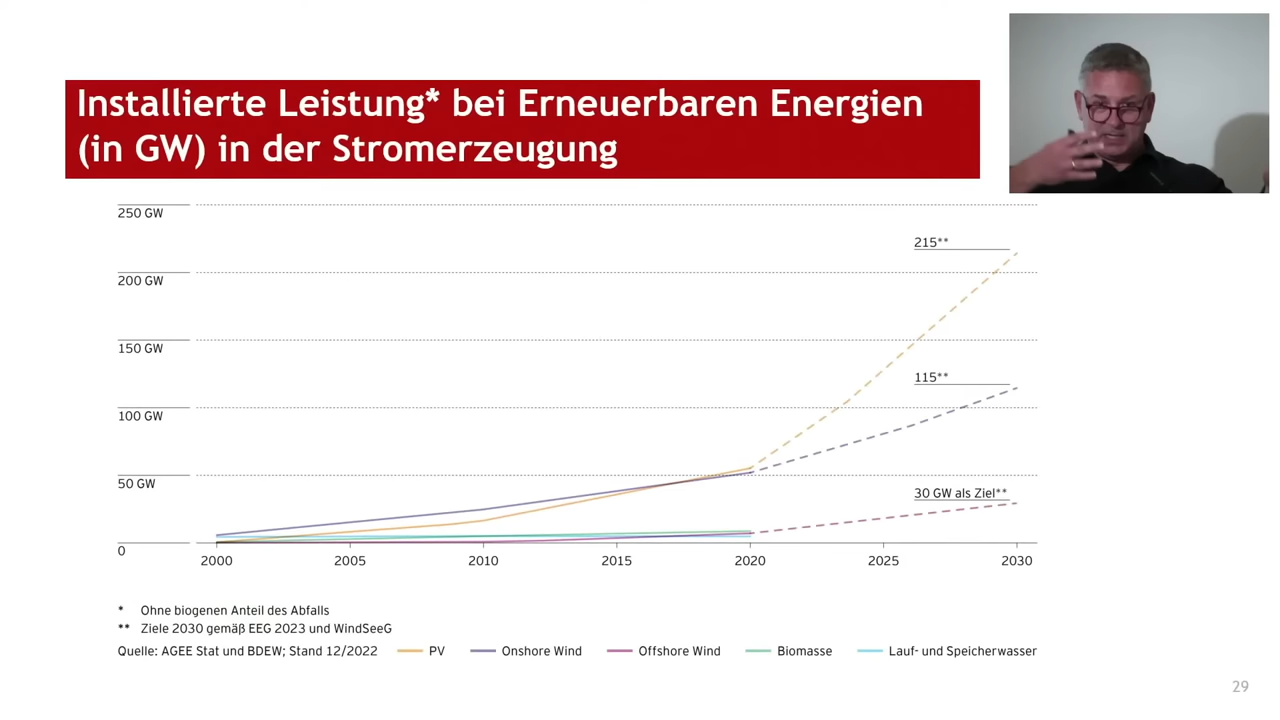 Installierte Leistung* bei Erneuerbaren Energien
(in GW) in der Stromerzeugung
250 GW
215**
200 GW
150 GW
115**
100 GW
50 GW
30 GW als Ziel**
0
2000 2005 2010 2015 2020 2025 2030
* Ohne biogenen Anteil des Abfalls
** Ziele 2030 gemäß EEG 2023 und WindSeeG
Quelle: AGEE Stat und BDEW; Stand 12/2022 PV Onshore Wind Offshore Wind Biomasse Lauf- und Speicherwasser
29